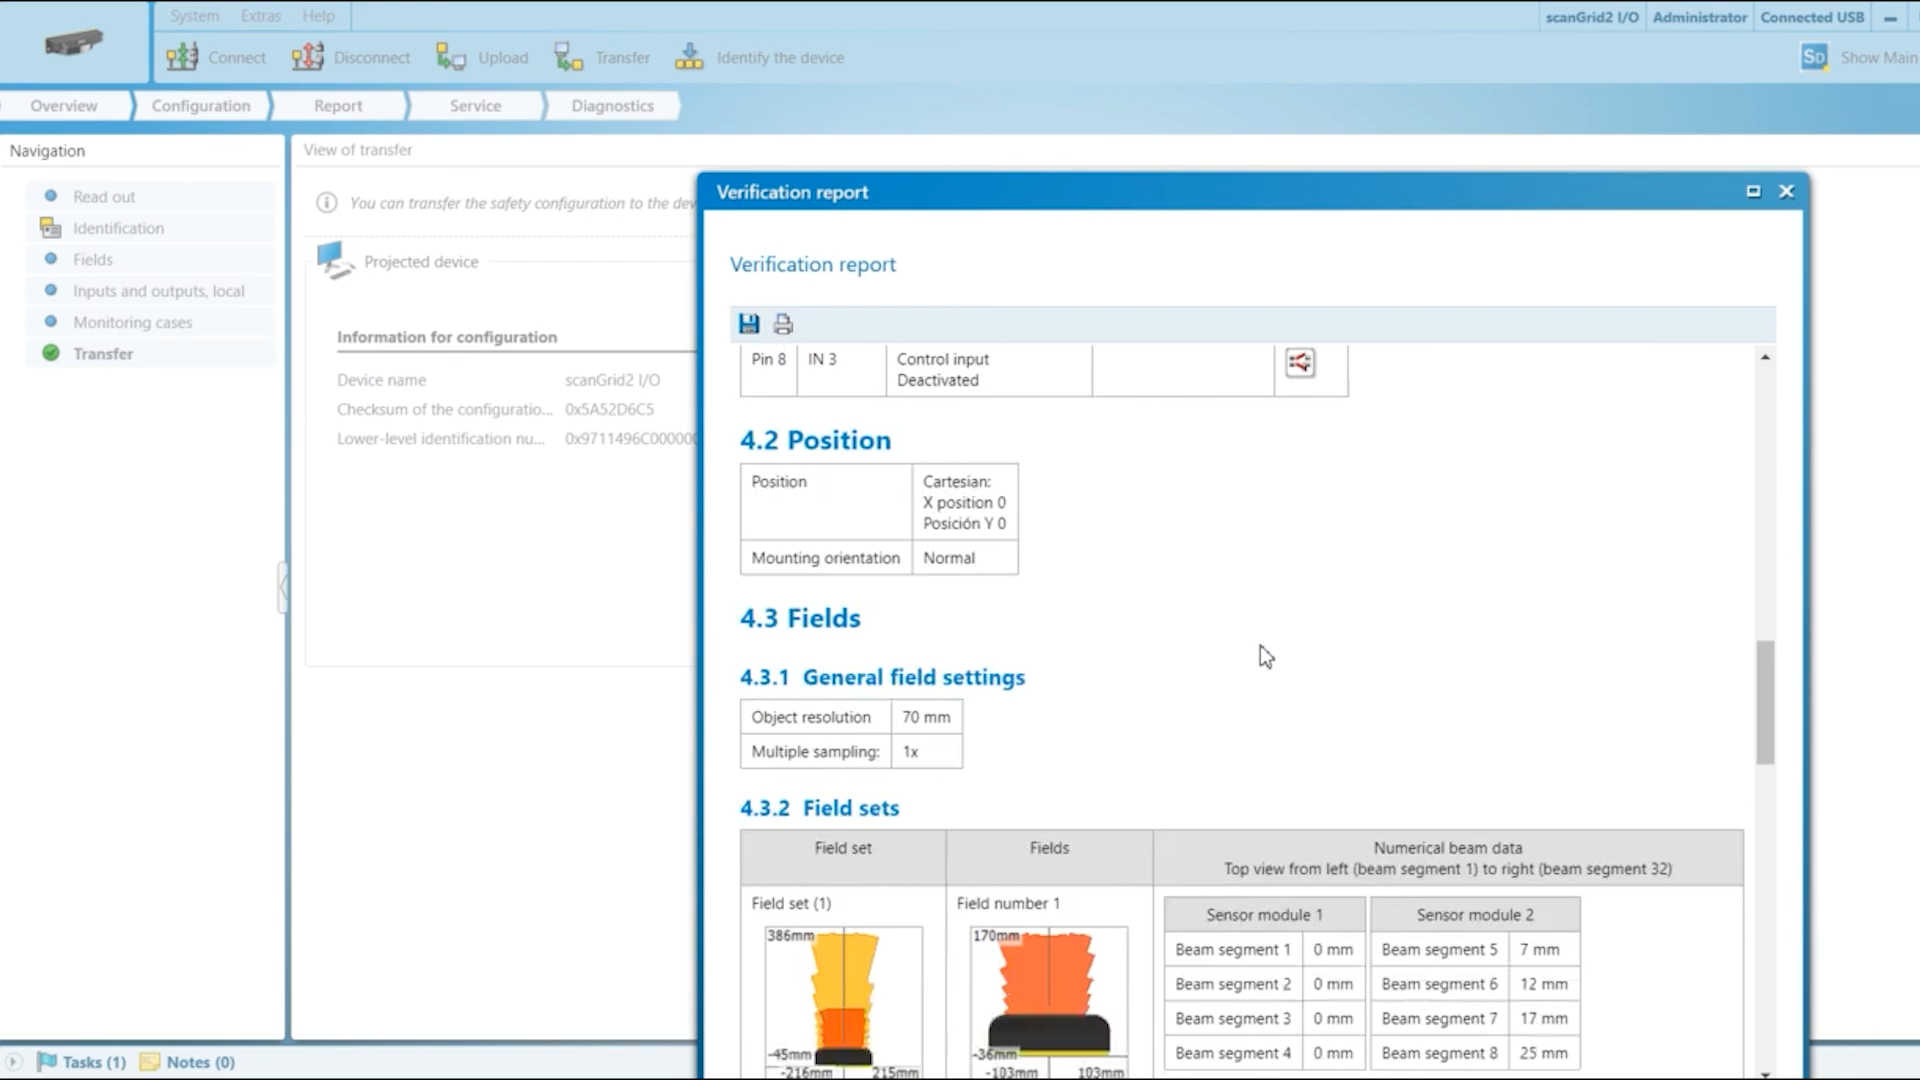 System Extras Help
scanGrid2 I/O Administrator Connected USB
Connect Disconnect Upload Transfer Identify the device
SD Show Main
Overview Configuration Report Service Diagnostics
Navigation
Read out
Identification
Fields
Inputs and outputs, local
Monitoring cases
Transfer
View of transfer
You can transfer the safety configuration to the dev
Projected device
Information for configuration
Device name scanGrid2 I/O
Checksum of the configuratio... 0x5A52D6C5
Lower-level identification nu... 0x9711496C000000
Verification report
Verification report
Pin 8 IN 3 Control input
Deactivated
4.2 Position
Position Cartesian:
X position 0
Posición Y 0
Mounting orientation Normal
4.3 Fields
4.3.1 General field settings
Object resolution 70 mm
Multiple sampling: 1x
4.3.2 Field sets
Field set Fields Numerical beam data
Top view from left (beam segment 1) to right (beam segment 32)
Field set (1) Field number 1
386mm
-45mm
-216mm 215mm
170mm
-36mm
-103mm 103mm
Sensor module 1 Sensor module 2
Beam segment 1 0 mm Beam segment 5 7 mm
Beam segment 2 0 mm Beam segment 6 12 mm
Beam segment 3 0 mm Beam segment 7 17 mm
Beam segment 4 0 mm Beam segment 8 25 mm
Tasks (1) Notes (0)